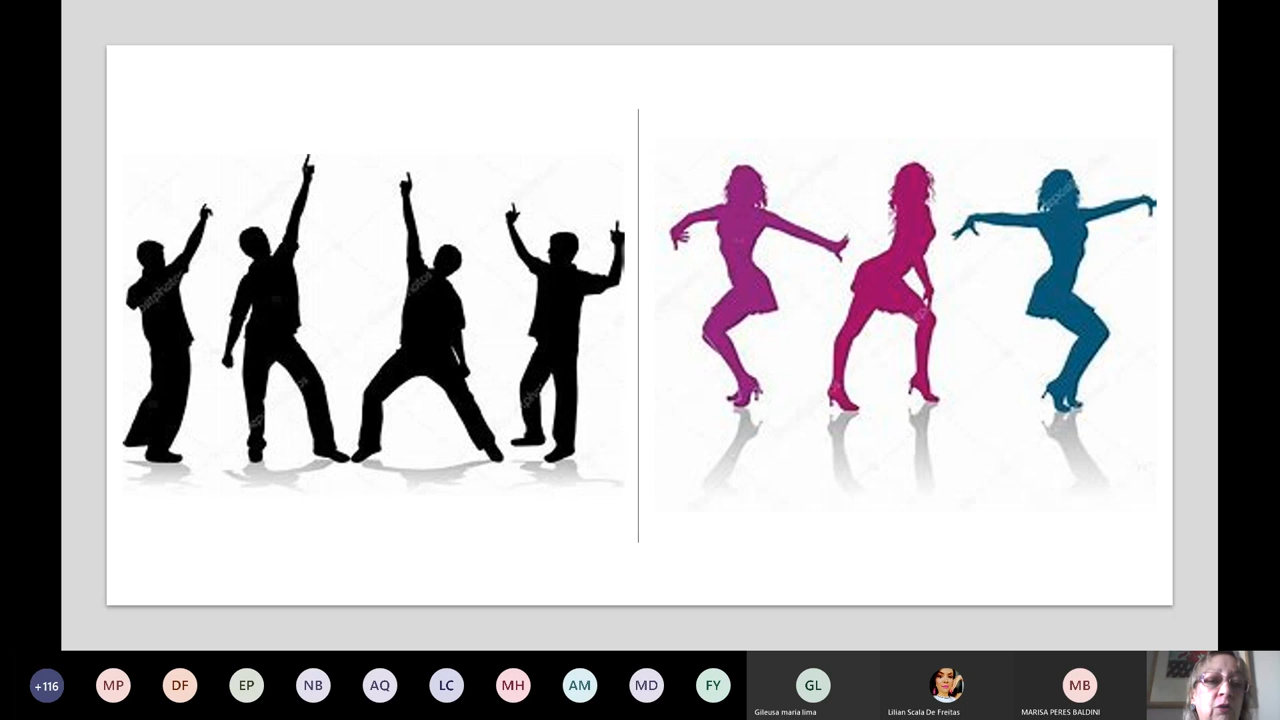 +116
MP
DF
EP
NB
AQ
LC
MH
AM
MD
FY
GL
MB
Gileusa maria lima
Lilian Scala De Freitas
MARISA PERES BALDINI